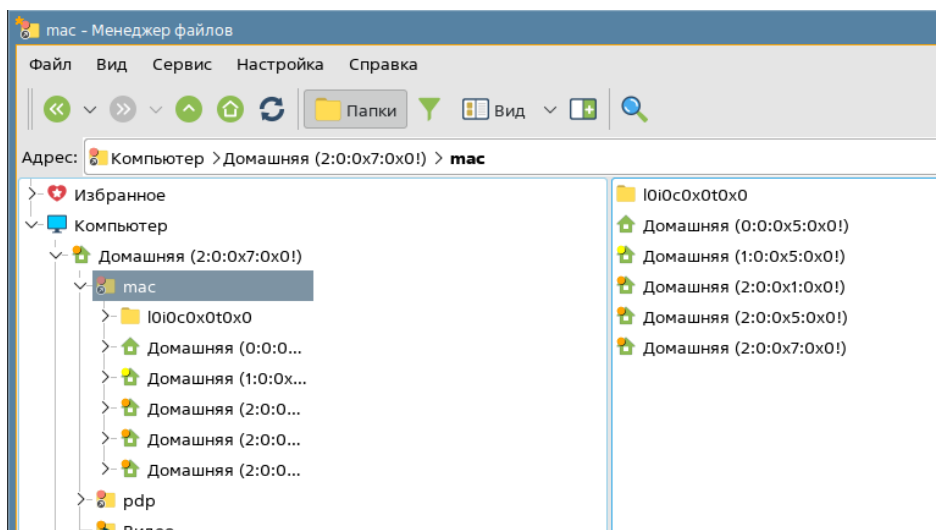 mac - Менеджер файлов
Файл Вид Сервис Настройка Справка
Папки Вид
Адрес: Компьютер > Домашняя (2:0:0x7:0x0!) > mac
Избранное
Компьютер
Домашняя (2:0:0x7:0x0!)
mac
l0i0c0x0t0x0
Домашняя (0:0:0...
Домашняя (1:0:0x...
Домашняя (2:0:0...
Домашняя (2:0:0...
Домашняя (2:0:0...
pdp
Видео
l0i0c0x0t0x0
Домашняя (0:0:0x5:0x0!)
Домашняя (1:0:0x5:0x0!)
Домашняя (2:0:0x1:0x0!)
Домашняя (2:0:0x5:0x0!)
Домашняя (2:0:0x7:0x0!)